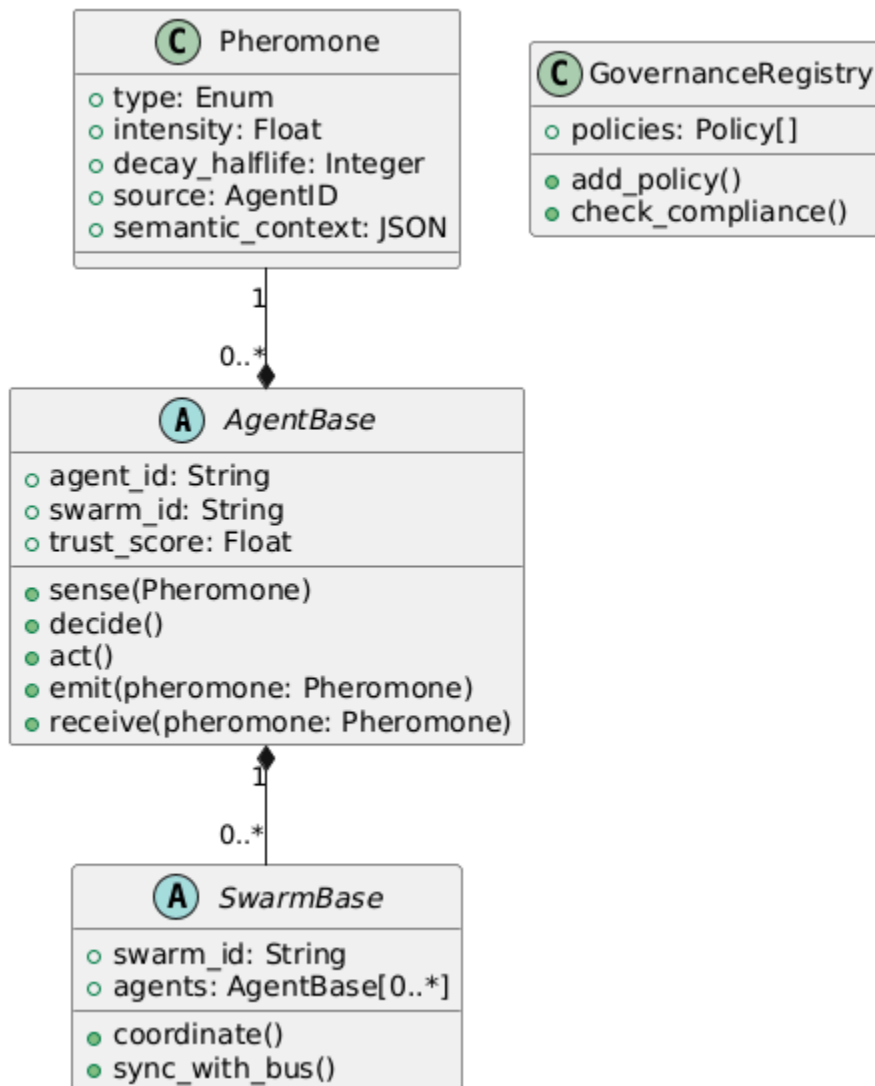 C Pheromone
type: Enum
intensity: Float
decay_halflife: Integer
source: AgentID
semantic_context: JSON
C GovernanceRegistry
policies: Policy[]
add_policy()
check_compliance()
1
0..*
A AgentBase
agent_id: String
swarm_id: String
trust_score: Float
sense(Pheromone)
decide()
act()
emit(pheromone: Pheromone)
receive(pheromone: Pheromone)
1
0..*
A SwarmBase
swarm_id: String
agents: AgentBase[0..*]
coordinate()
sync_with_bus()